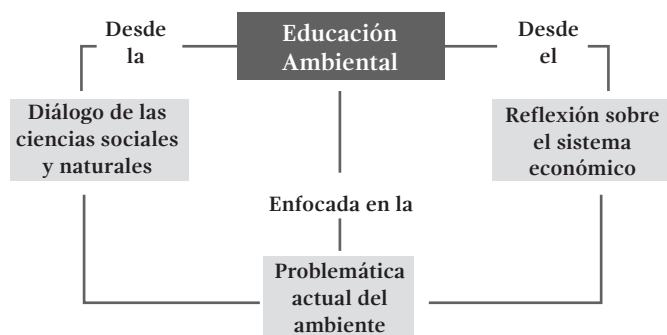 Educación
Ambiental
Desde
la
Desde
el
Diálogo de las
ciencias sociales
y naturales
Reflexión sobre
el sistema
económico
Enfocada en la
Problemática
actual del
ambiente